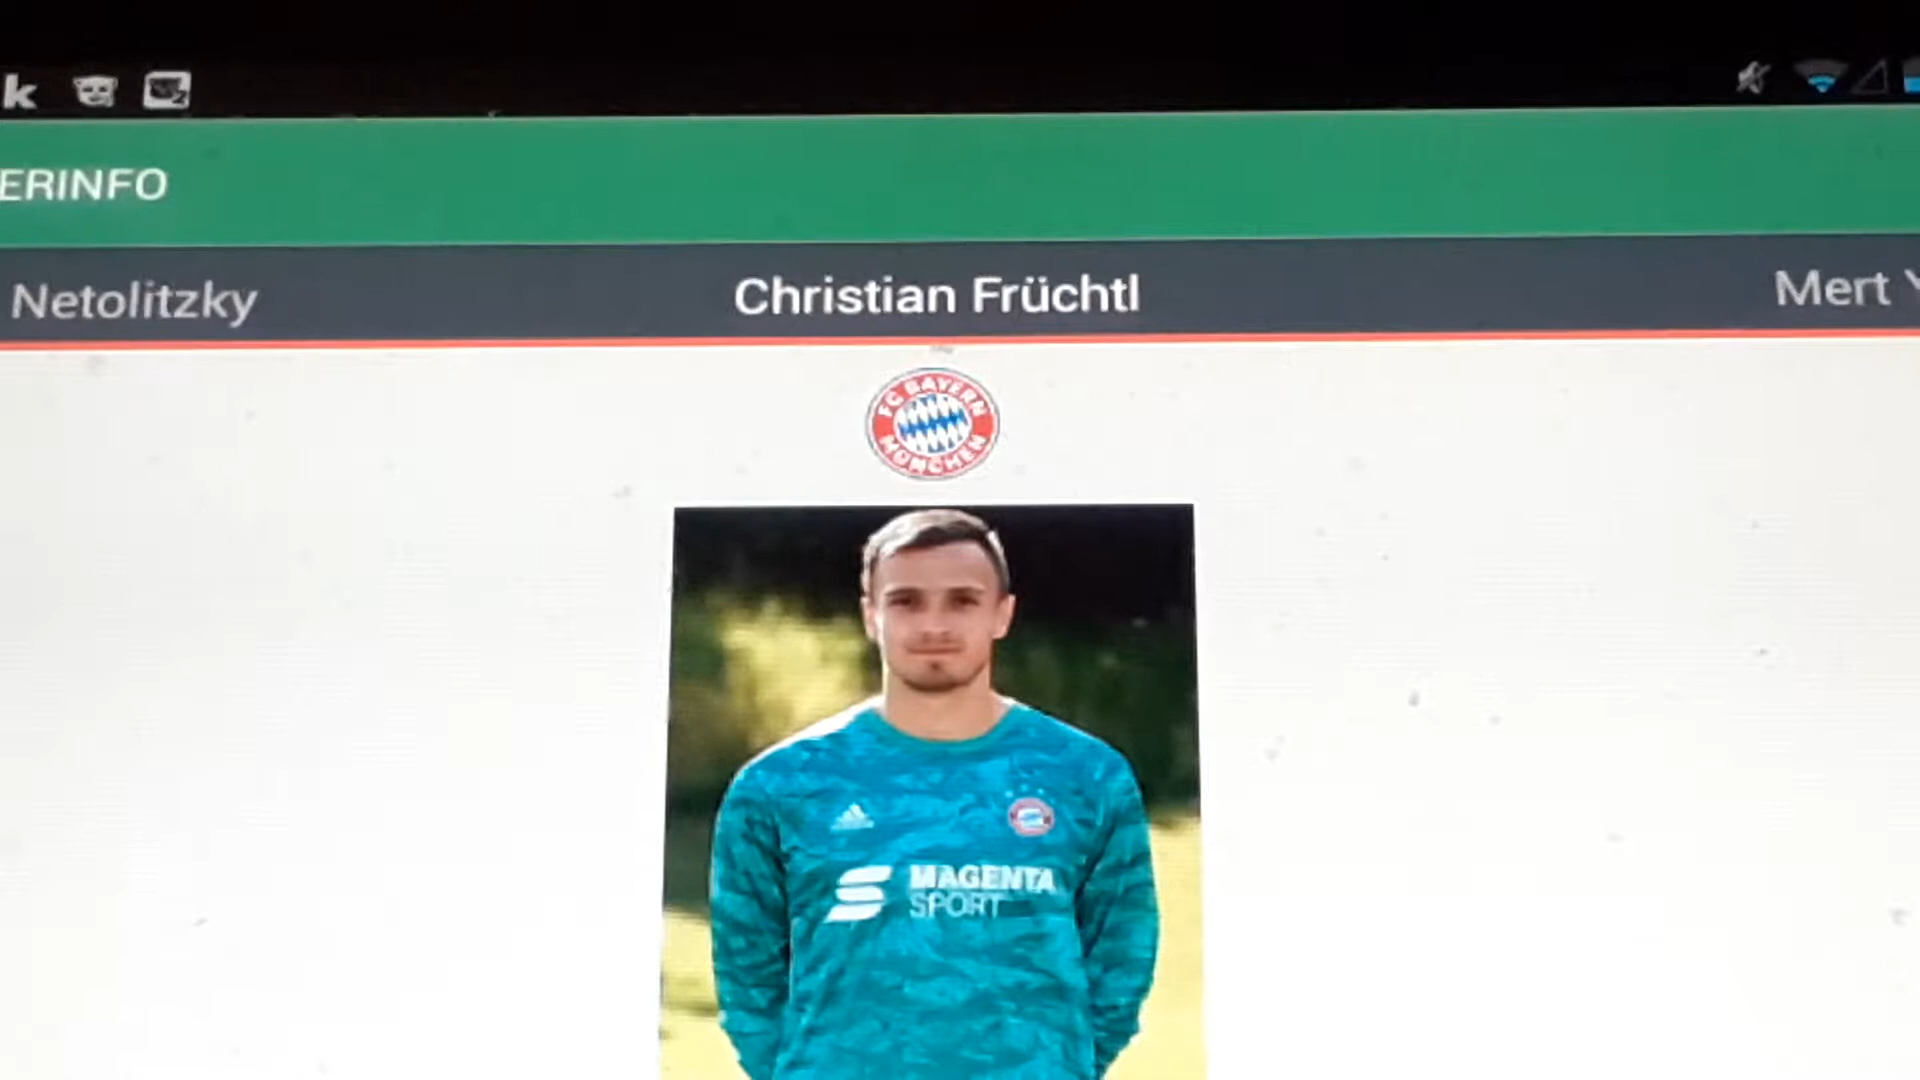 k
ERINFO
Netolitzky Christian Früchtl Mert
FC BAYERN
MÜNCHEN
MAGENTA
SPORT